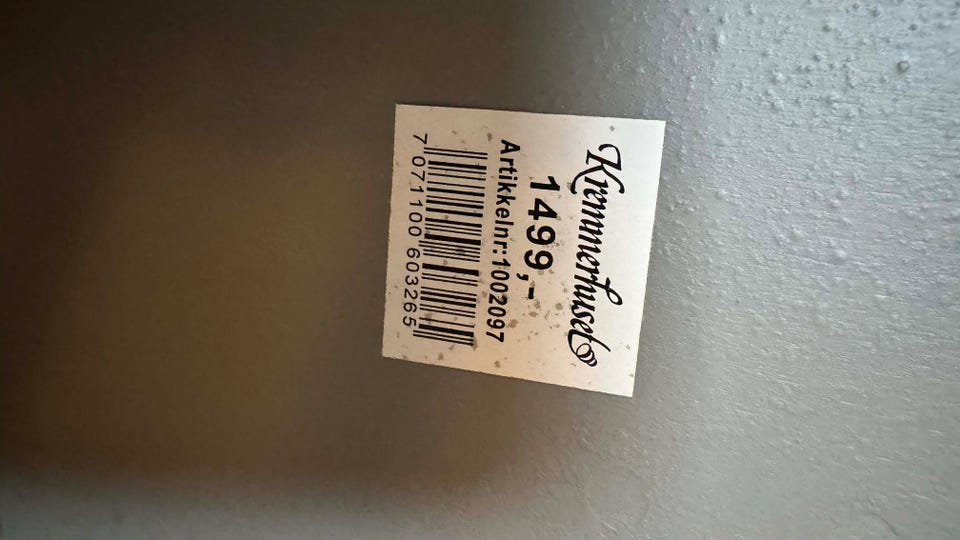 Kremmerhuset
1499,-
Artikkelnr:1002097
7 071100 603265